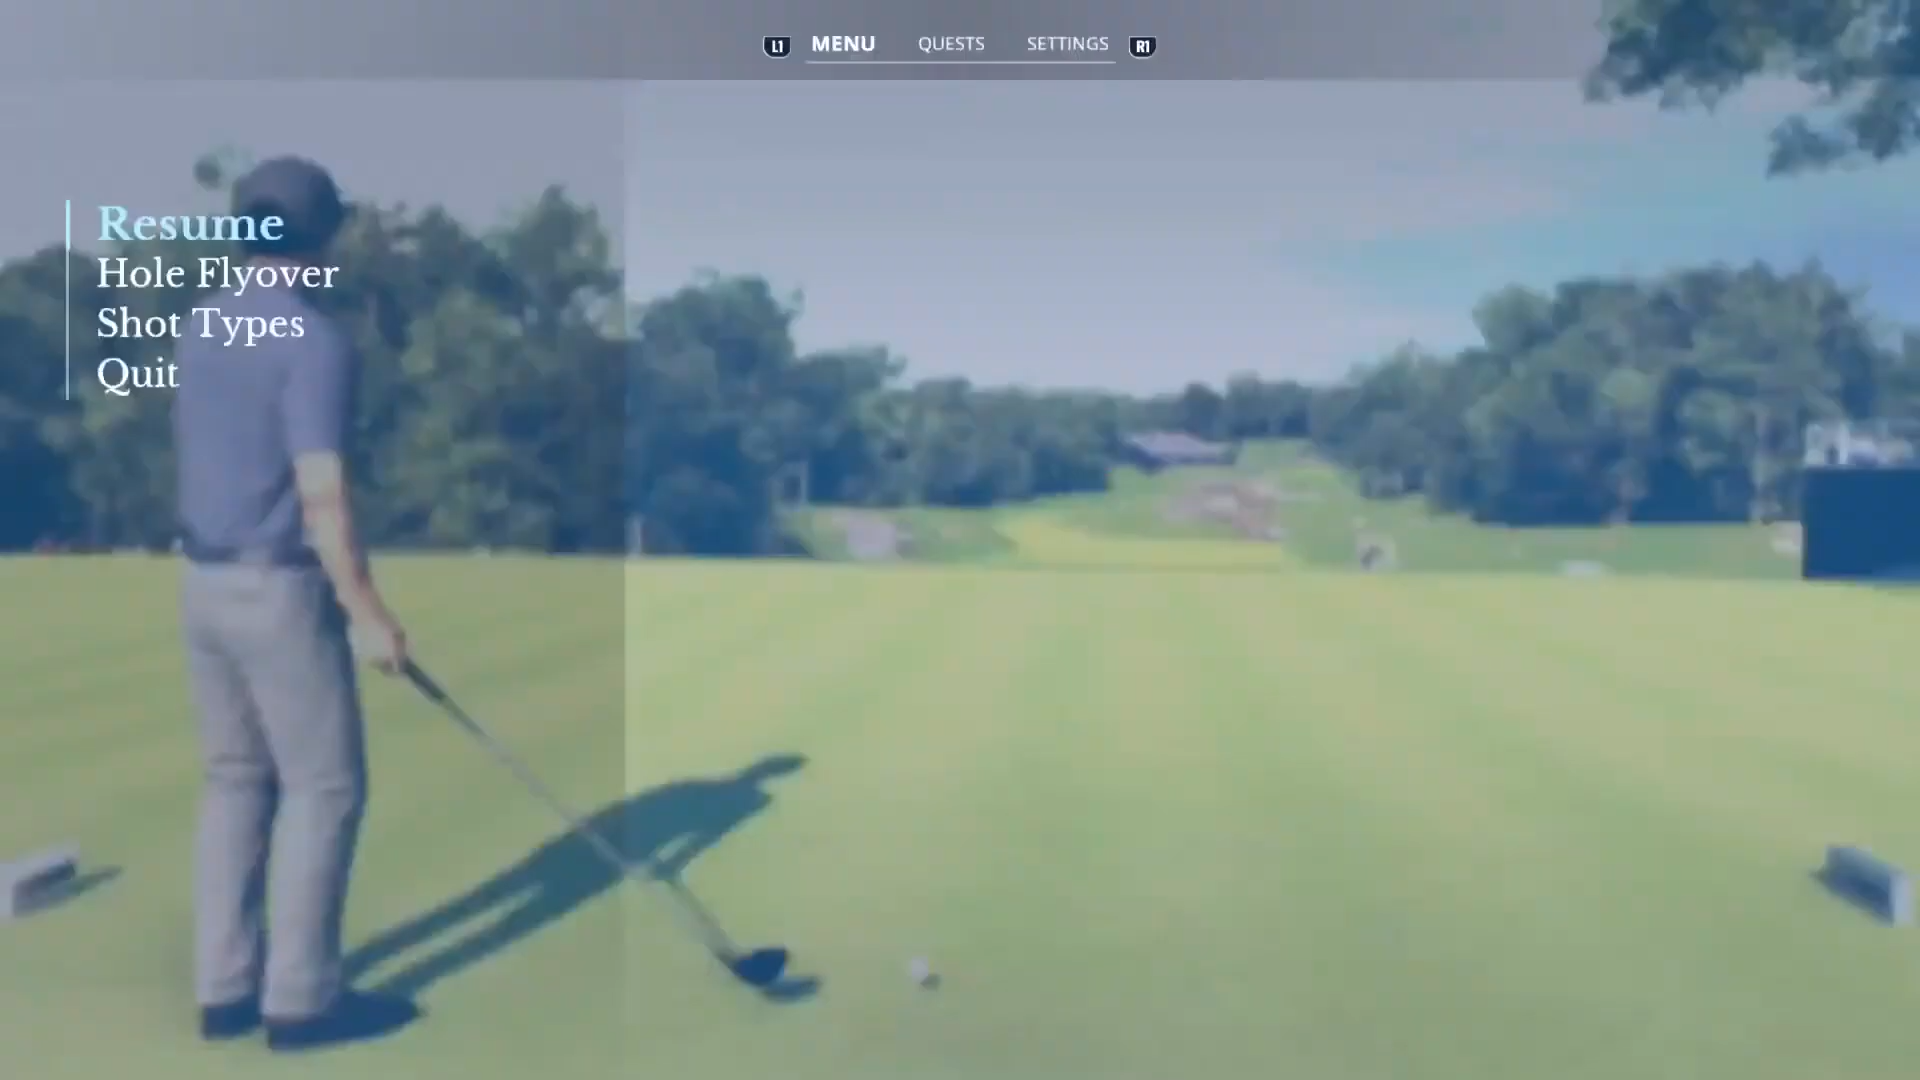 L1 MENU QUESTS SETTINGS R1
Resume
Hole Flyover
Shot Types
Quit